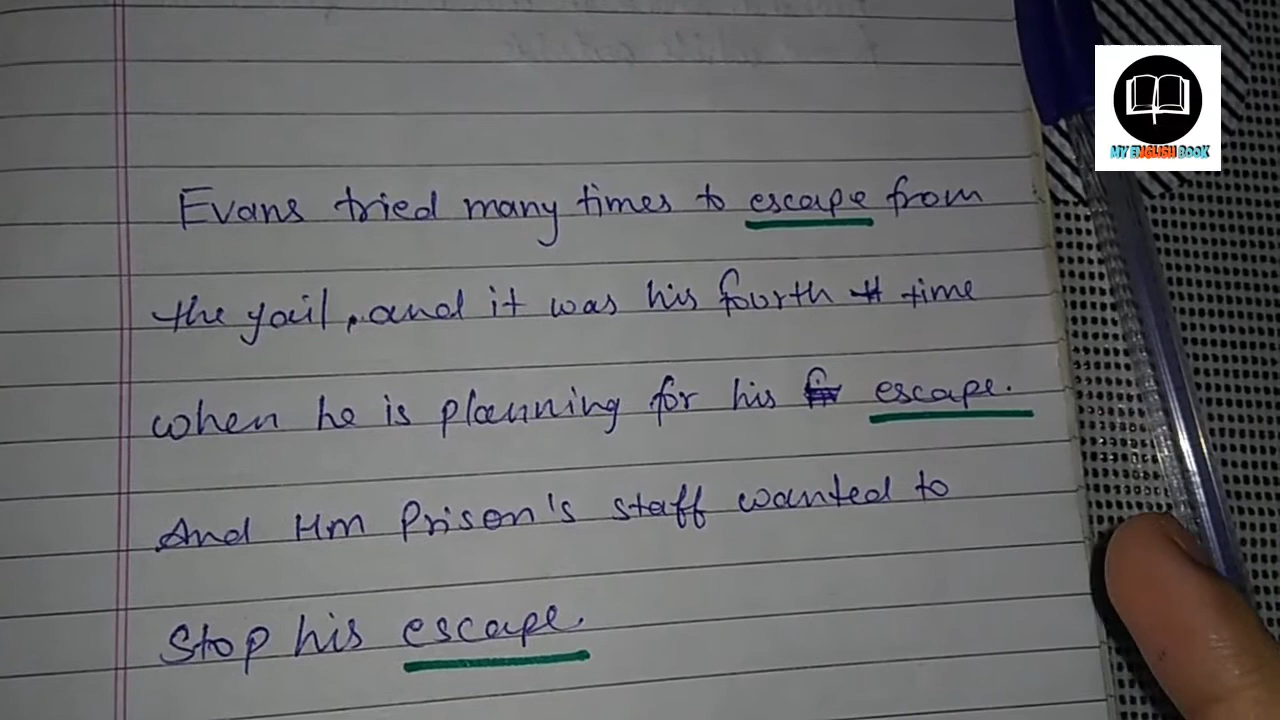 Evans tried many times to escape from
the jail, and it was his fourth time
when he is planning for his escape.
And Hm Prison's staff wanted to
Stop his escape.
MY ENGLISH BOOK